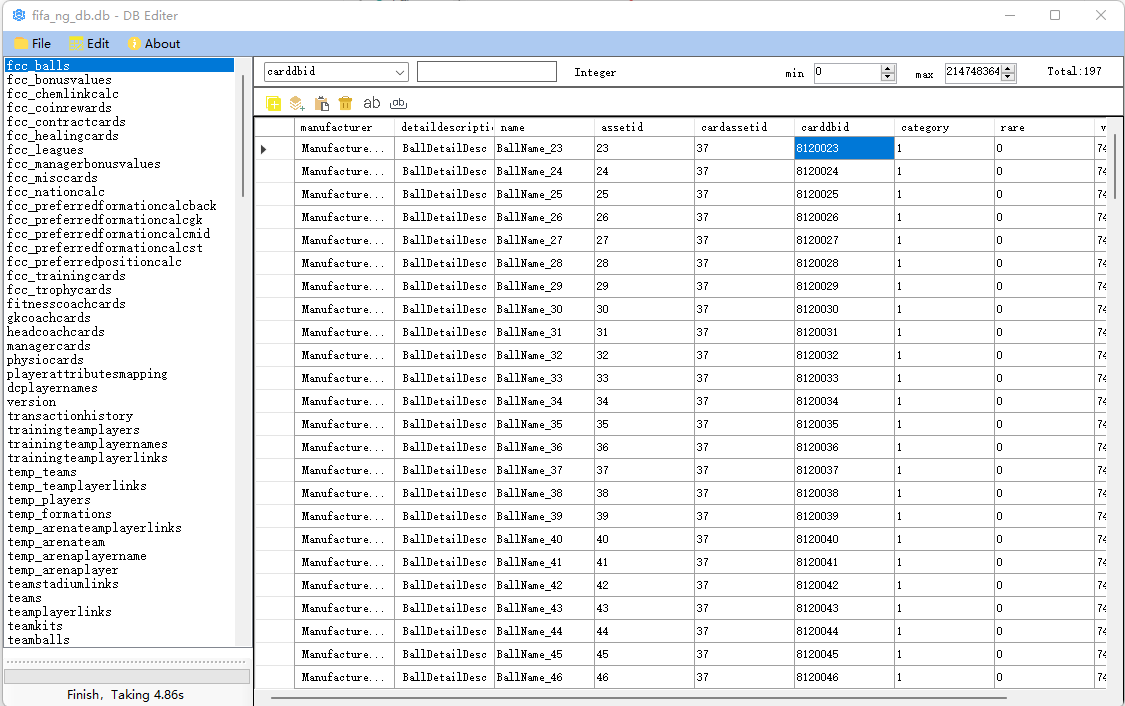 fifa_ng_db.db - DB Editer
File Edit About
fcc_balls
fcc_bonusvalues
fcc_chemlinkcalc
fcc_coinrewards
fcc_contractcards
fcc_healingcards
fcc_leagues
fcc_managerbonusvalues
fcc_misccards
fcc_nationcalc
fcc_preferredformationcalcback
fcc_preferredformationcalcgk
fcc_preferredformationcalcmid
fcc_preferredformationcalcst
fcc_preferredpositioncalc
fcc_trainingcards
fcc_trophycards
fitnesscoachcards
gkcoachcards
headcoachcards
managercards
physiocards
playerattributesmapping
dcplayernames
version
transactionhistory
trainingteamplayers
trainingteamplayernames
trainingteamplayerlinks
temp_teams
temp_teamplayerlinks
temp_players
temp_formations
temp_arenateamplayerlinks
temp_arenateam
temp_arenaplayername
temp_arenaplayer
teamstadiumlinks
teams
teamplayerlinks
teamkits
teamballs
Finish, Taking 4.86s
carddbid Integer min 0 max 214748364 Total:197
ab ab
manufacturer detaildescripti name assetid cardassetid carddbid category rare v
Manufacture... BallDetailDesc BallName_23 23 37 8120023 1 0 74
Manufacture... BallDetailDesc BallName_24 24 37 8120024 1 0 74
Manufacture... BallDetailDesc BallName_25 25 37 8120025 1 0 74
Manufacture... BallDetailDesc BallName_26 26 37 8120026 1 0 74
Manufacture... BallDetailDesc BallName_27 27 37 8120027 1 0 74
Manufacture... BallDetailDesc BallName_28 28 37 8120028 1 0 74
Manufacture... BallDetailDesc BallName_29 29 37 8120029 1 0 74
Manufacture... BallDetailDesc BallName_30 30 37 8120030 1 0 74
Manufacture... BallDetailDesc BallName_31 31 37 8120031 1 0 74
Manufacture... BallDetailDesc BallName_32 32 37 8120032 1 0 74
Manufacture... BallDetailDesc BallName_33 33 37 8120033 1 0 74
Manufacture... BallDetailDesc BallName_34 34 37 8120034 1 0 74
Manufacture... BallDetailDesc BallName_35 35 37 8120035 1 0 74
Manufacture... BallDetailDesc BallName_36 36 37 8120036 1 0 74
Manufacture... BallDetailDesc BallName_37 37 37 8120037 1 0 74
Manufacture... BallDetailDesc BallName_38 38 37 8120038 1 0 74
Manufacture... BallDetailDesc BallName_39 39 37 8120039 1 0 74
Manufacture... BallDetailDesc BallName_40 40 37 8120040 1 0 74
Manufacture... BallDetailDesc BallName_41 41 37 8120041 1 0 74
Manufacture... BallDetailDesc BallName_42 42 37 8120042 1 0 74
Manufacture... BallDetailDesc BallName_43 43 37 8120043 1 0 74
Manufacture... BallDetailDesc BallName_44 44 37 8120044 1 0 74
Manufacture... BallDetailDesc BallName_45 45 37 8120045 1 0 74
Manufacture... BallDetailDesc BallName_46 46 37 8120046 1 0 74